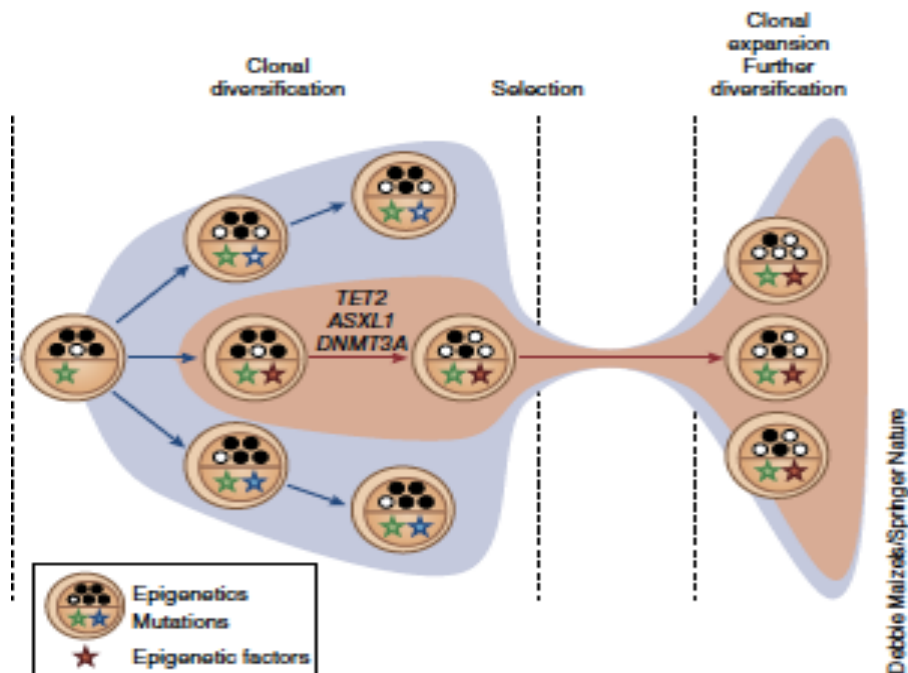 Clonal
diversification
Selection
Clonal
expansion
Further
diversification
TET2
ASXL1
DNMT3A
Epigenetics
Mutations
Epigenetic factors
Debbie Maizels/Springer Nature